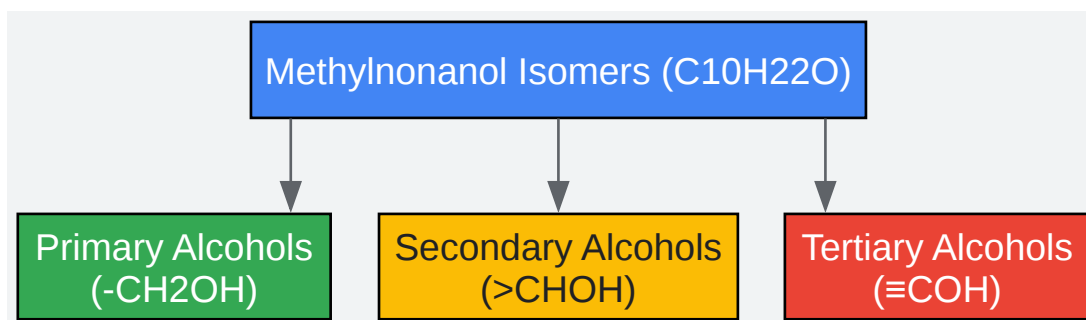 Methylnonanol Isomers (C10H22O)
Primary Alcohols
(-CH2OH)
Secondary Alcohols
(>CHOH)
Tertiary Alcohols
(≡COH)